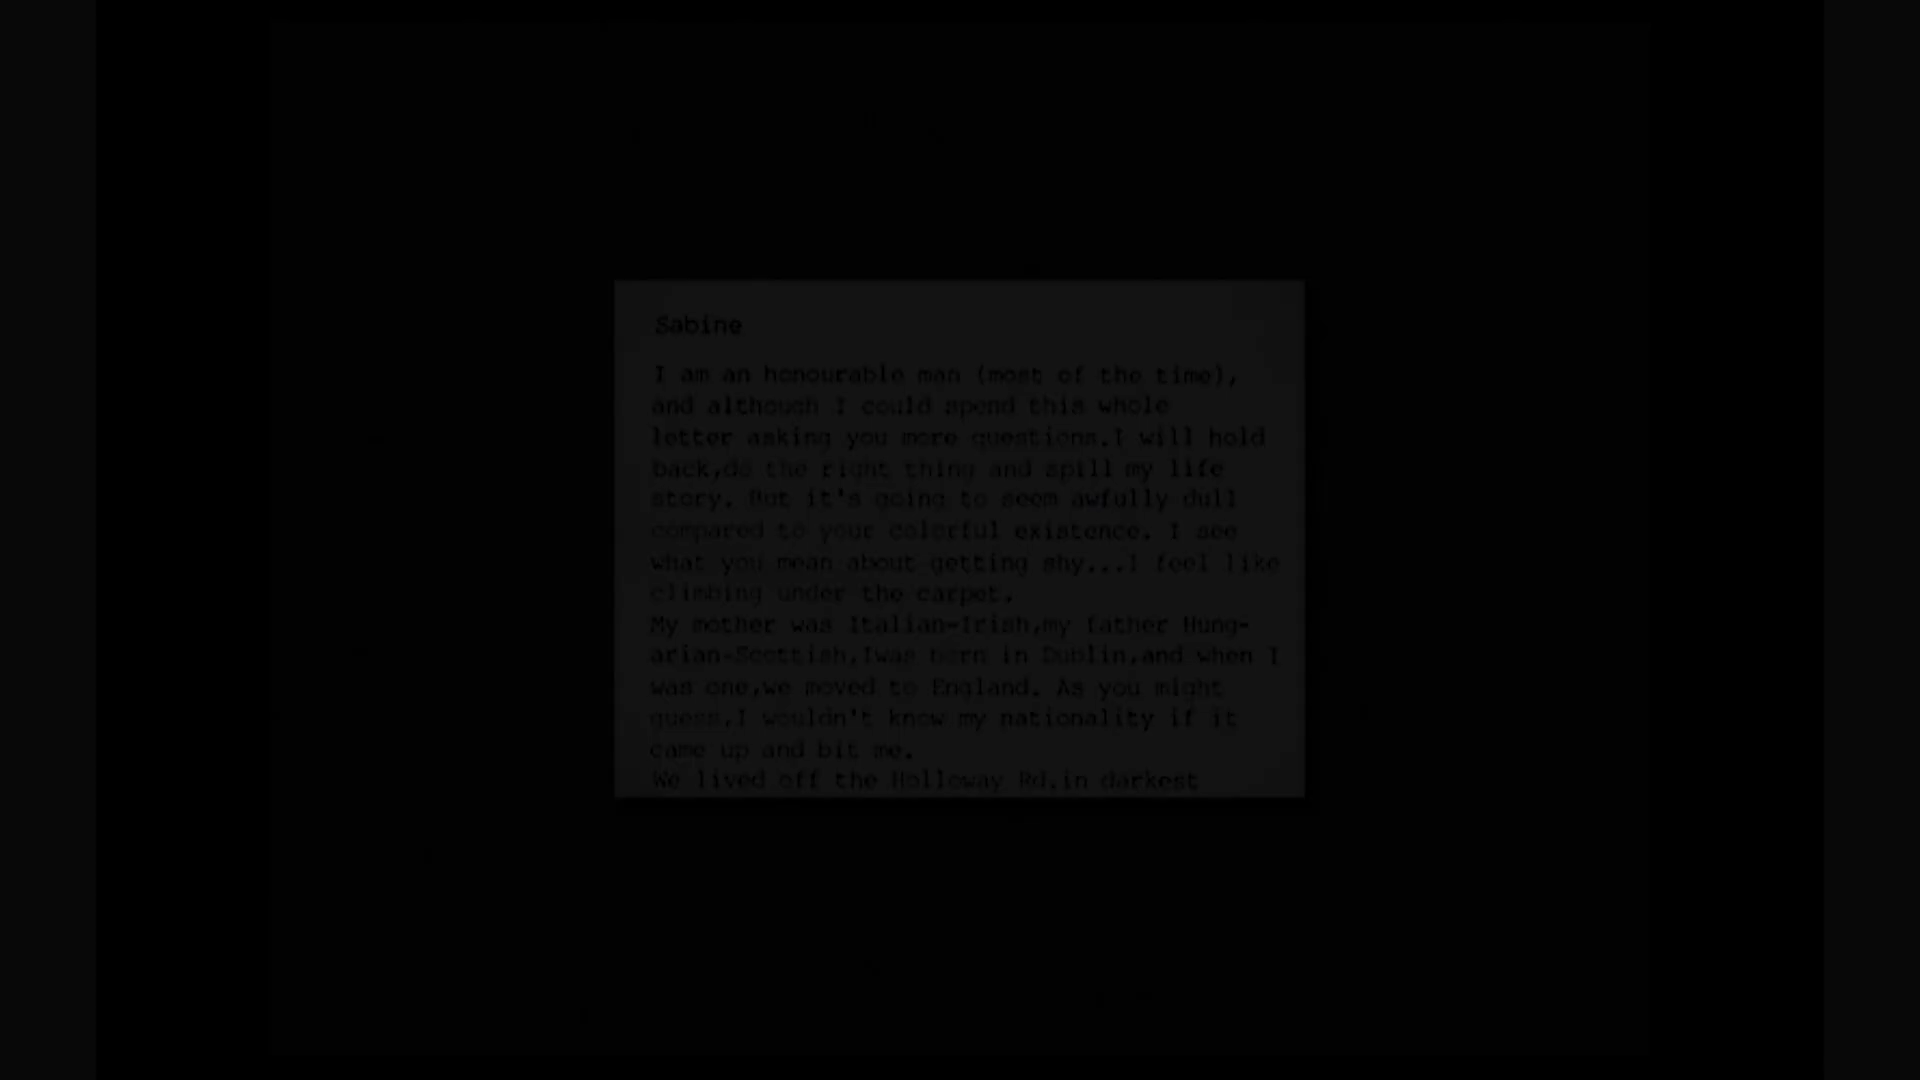 Sabine
I am an honourable man (most of the time),
and although I could spend this whole
letter asking you more questions,I will hold
back,do the right thing and spill my life
story. But it's going to seem awfully dull
compared to your colorful existence. I see
what you mean about getting shy...I feel like
climbing under the carpet.
My mother was Italian-Irish,my father Hung-
arian-Scottish,Iwas born in Dublin,and when I
was one,we moved to England. As you might
guess,I wouldn't know my nationality if it
came up and bit me.
We lived off the Holloway Rd,in darkest